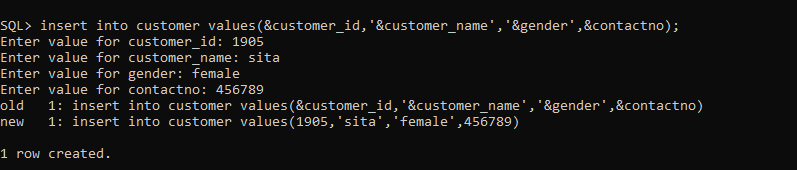 SQL> insert into customer values(&customer_id,'&customer_name','&gender',&contactno);
Enter value for customer_id: 1905
Enter value for customer_name: sita
Enter value for gender: female
Enter value for contactno: 456789
old   1: insert into customer values(&customer_id,'&customer_name','&gender',&contactno)
new   1: insert into customer values(1905,'sita','female',456789)
1 row created.